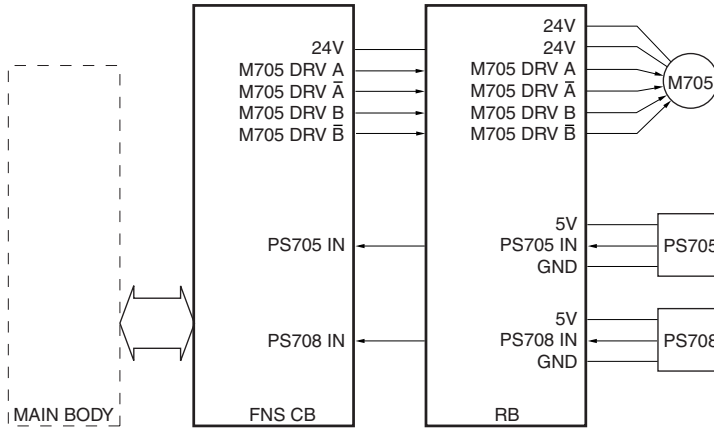 24V
M705 DRV A
M705 DRV A̅
M705 DRV B
M705 DRV B̅
PS705 IN
PS708 IN
24V
24V
M705 DRV A
M705 DRV A̅
M705 DRV B
M705 DRV B̅
5V
PS705 IN
GND
5V
PS708 IN
GND
M705
PS705
PS708
MAIN BODY
FNS CB
RB